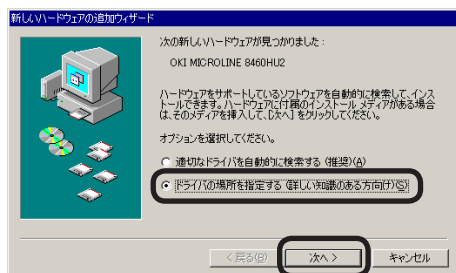 新しいハードウェアの追加ウィザード
次の新しいハードウェアが見つかりました：
OKI MICROLINE 8460HU2
ハードウェアをサポートしているソフトウェアを自動的に検索して、インス
トールできます。ハードウェアに付属のインストール メディアがある場合
は、そのメディアを挿入して、[次へ] をクリックしてください。
オプションを選択してください。
適切なドライバを自動的に検索する (推奨)(A)
ドライバの場所を指定する (詳しい知識のある方向け)(S)
< 戻る(B)
次へ >
キャンセル